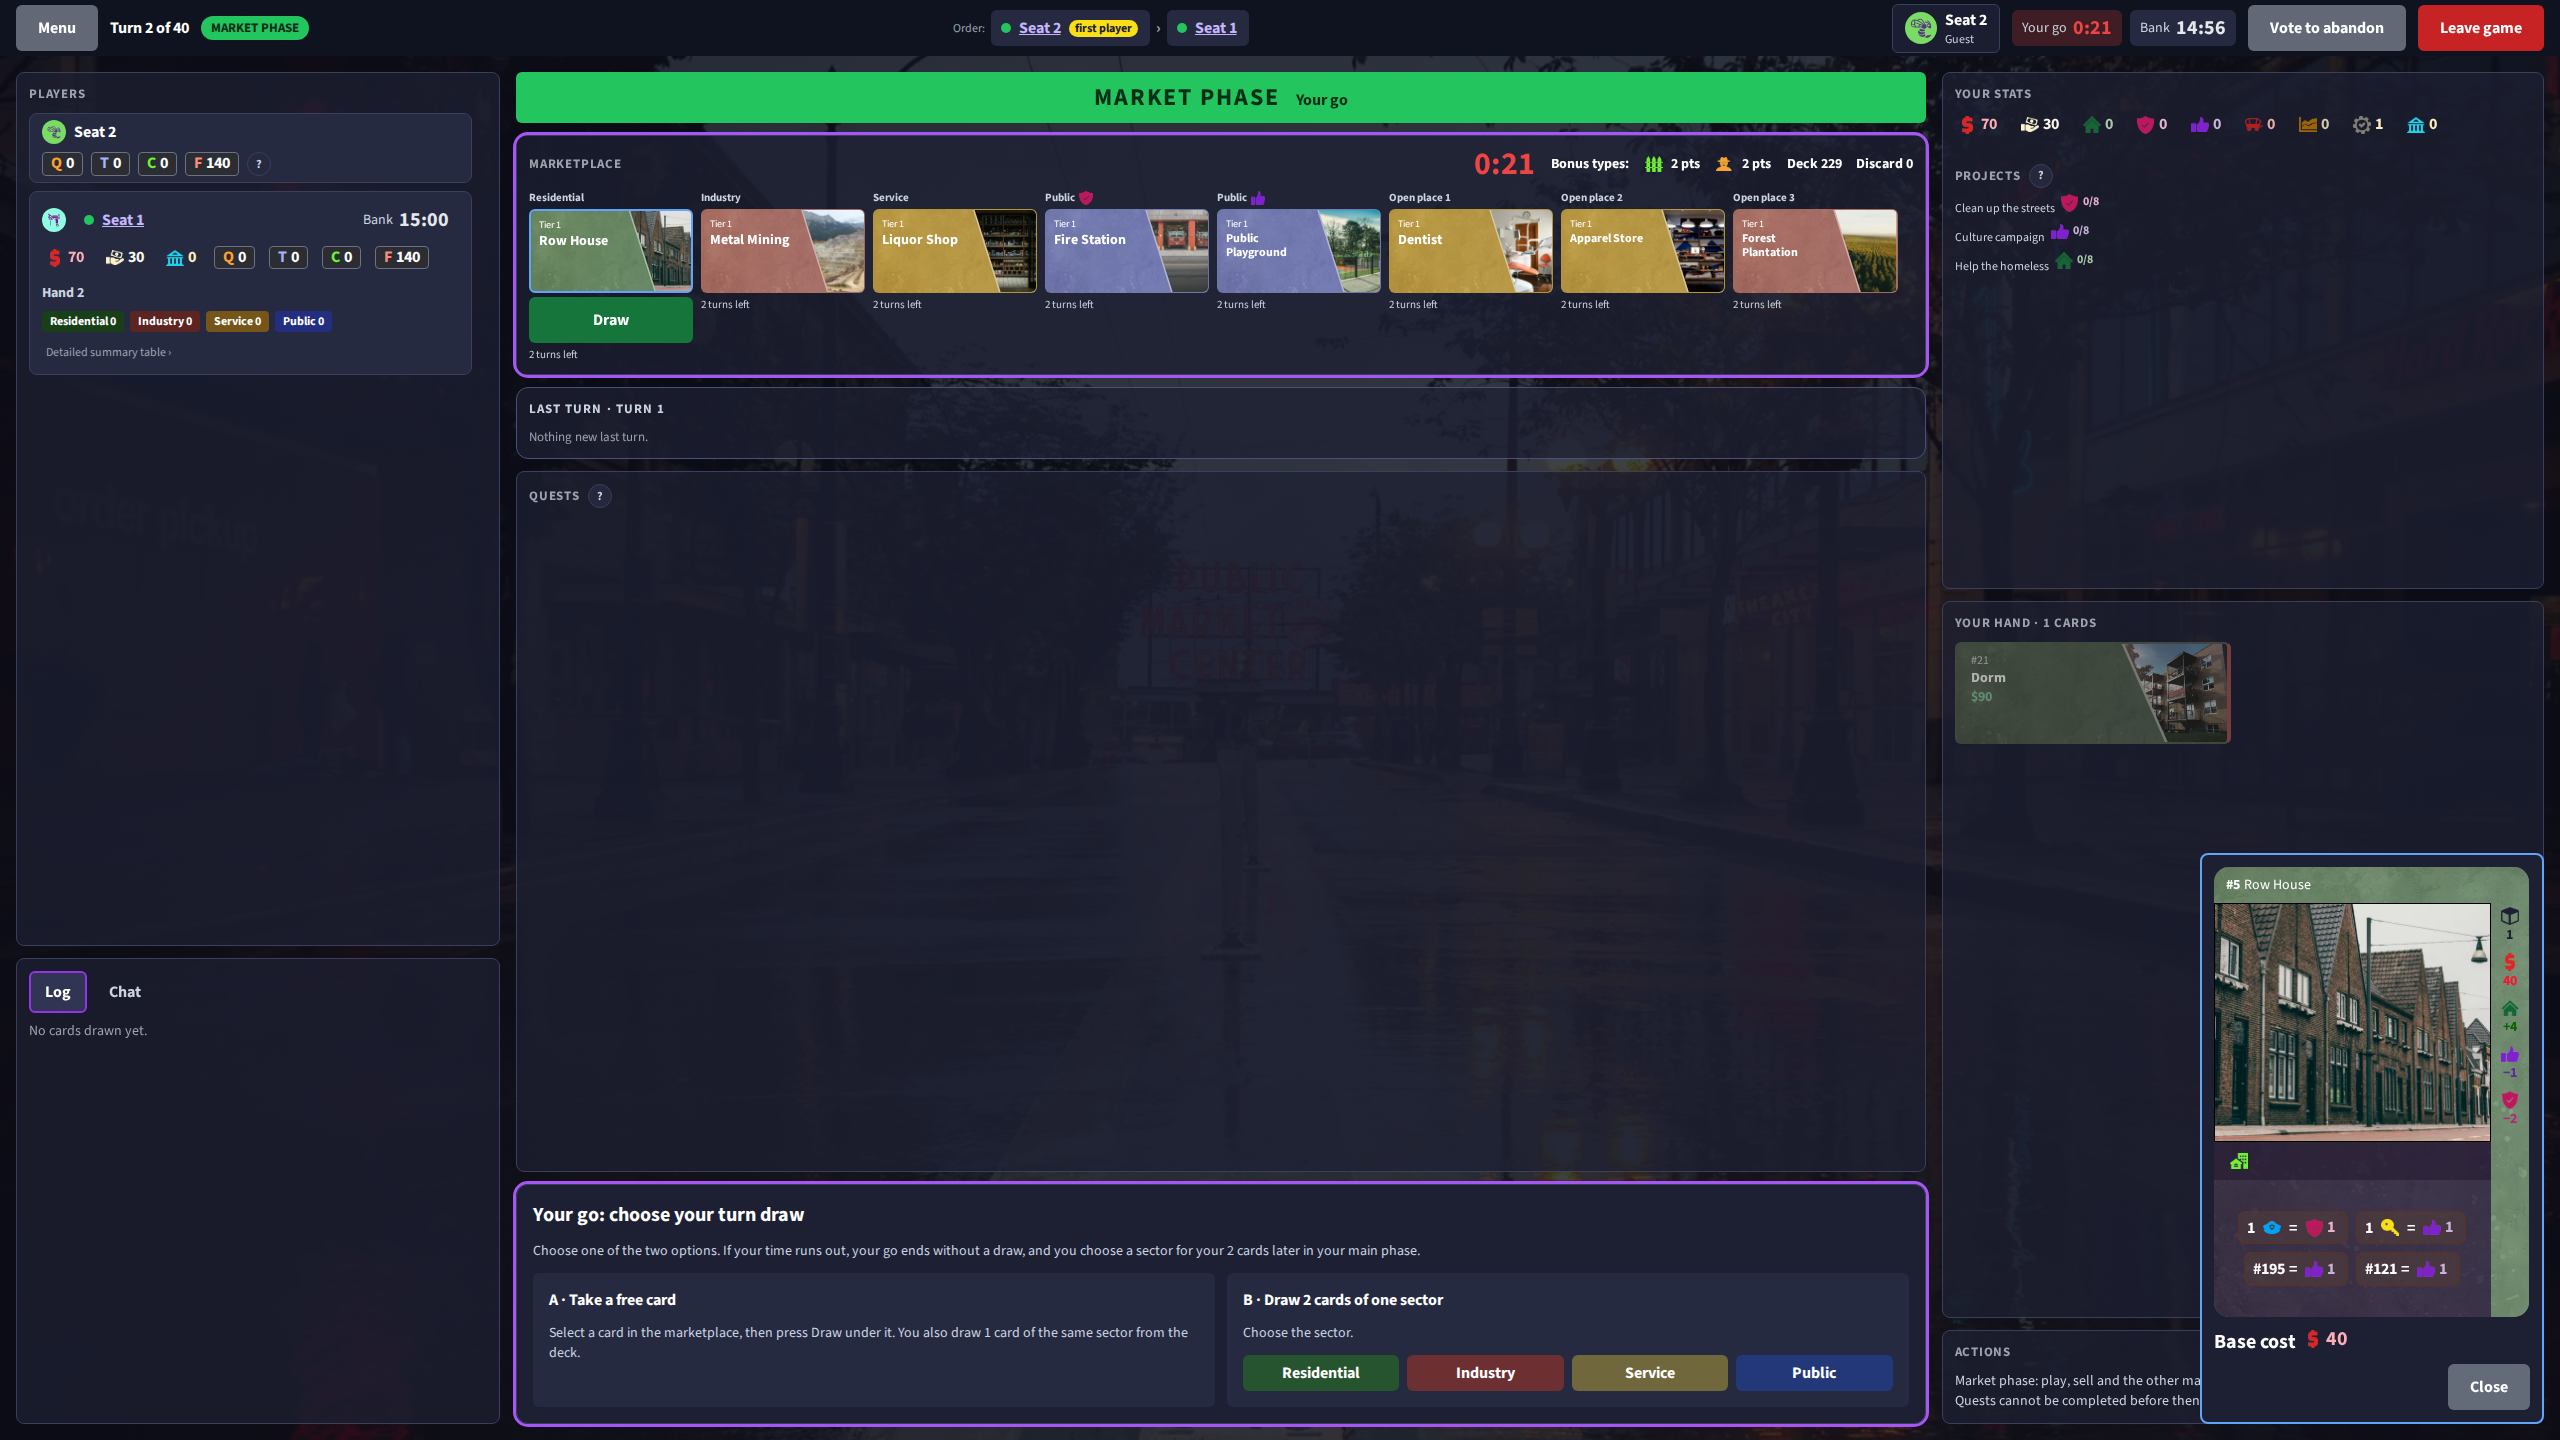 Menu
Turn 2 of 40
MARKET PHASE
Order:
Seat 2
first player
›
Seat 1
Seat 2
Guest
Your go 0:21
Bank 14:56
Vote to abandon
Leave game
PLAYERS
Seat 2
Q 0
T 0
C 0
F 140
?
Seat 1
Bank 15:00
70
30
0
Q 0
T 0
C 0
F 140
Hand 2
Residential 0
Industry 0
Service 0
Public 0
Detailed summary table ›
Log
Chat
No cards drawn yet.
MARKET PHASE Your go
MARKETPLACE
0:21
Bonus types:
2 pts
2 pts
Deck 229
Discard 0
Residential
Tier 1
Row House
Draw
2 turns left
Industry
Tier 1
Metal Mining
2 turns left
Service
Tier 1
Liquor Shop
2 turns left
Public
Tier 1
Fire Station
2 turns left
Public
Tier 1
Public
Playground
2 turns left
Open place 1
Tier 1
Dentist
2 turns left
Open place 2
Tier 1
Apparel Store
2 turns left
Open place 3
Tier 1
Forest
Plantation
2 turns left
LAST TURN · TURN 1
Nothing new last turn.
QUESTS ?
PUBLIC
MARKET
CENTER
Your go: choose your turn draw
Choose one of the two options. If your time runs out, your go ends without a draw, and you choose a sector for your 2 cards later in your main phase.
A · Take a free card
Select a card in the marketplace, then press Draw under it. You also draw 1 card of the same sector from the
deck.
B · Draw 2 cards of one sector
Choose the sector.
Residential
Industry
Service
Public
YOUR STATS
$ 70
30
0
0
0
0
0
1
0
PROJECTS ?
Clean up the streets 0/8
Culture campaign 0/8
Help the homeless 0/8
YOUR HAND · 1 CARDS
#21
Dorm
$90
ACTIONS
Market phase: play, sell and the other ma
Quests cannot be completed before then
#5 Row House
1
$
40
+4
−1
−2
1 = 1
1 = 1
#195 = 1
#121 = 1
Base cost $ 40
Close
order pickup